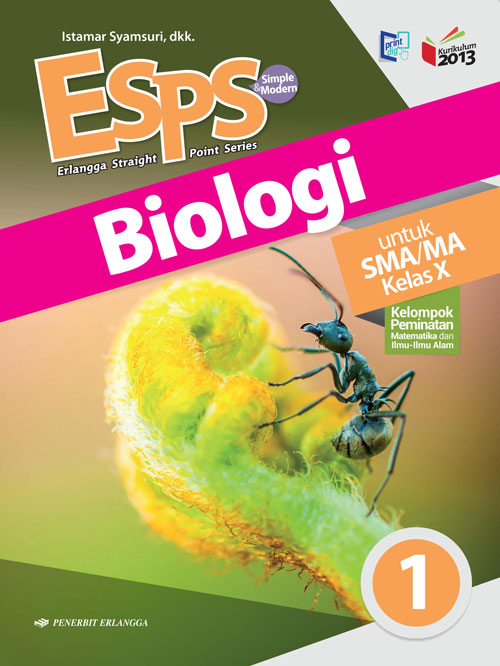 Istamar Syamsuri, dkk.
print
dig
Kurikulum
2013
ESPS
Simple
&Modern
Erlangga Straight Point Series
Biologi
untuk
SMA/MA
Kelas X
Kelompok
Peminatan
Matematika dan
Ilmu-Ilmu Alam
1
PENERBIT ERLANGGA